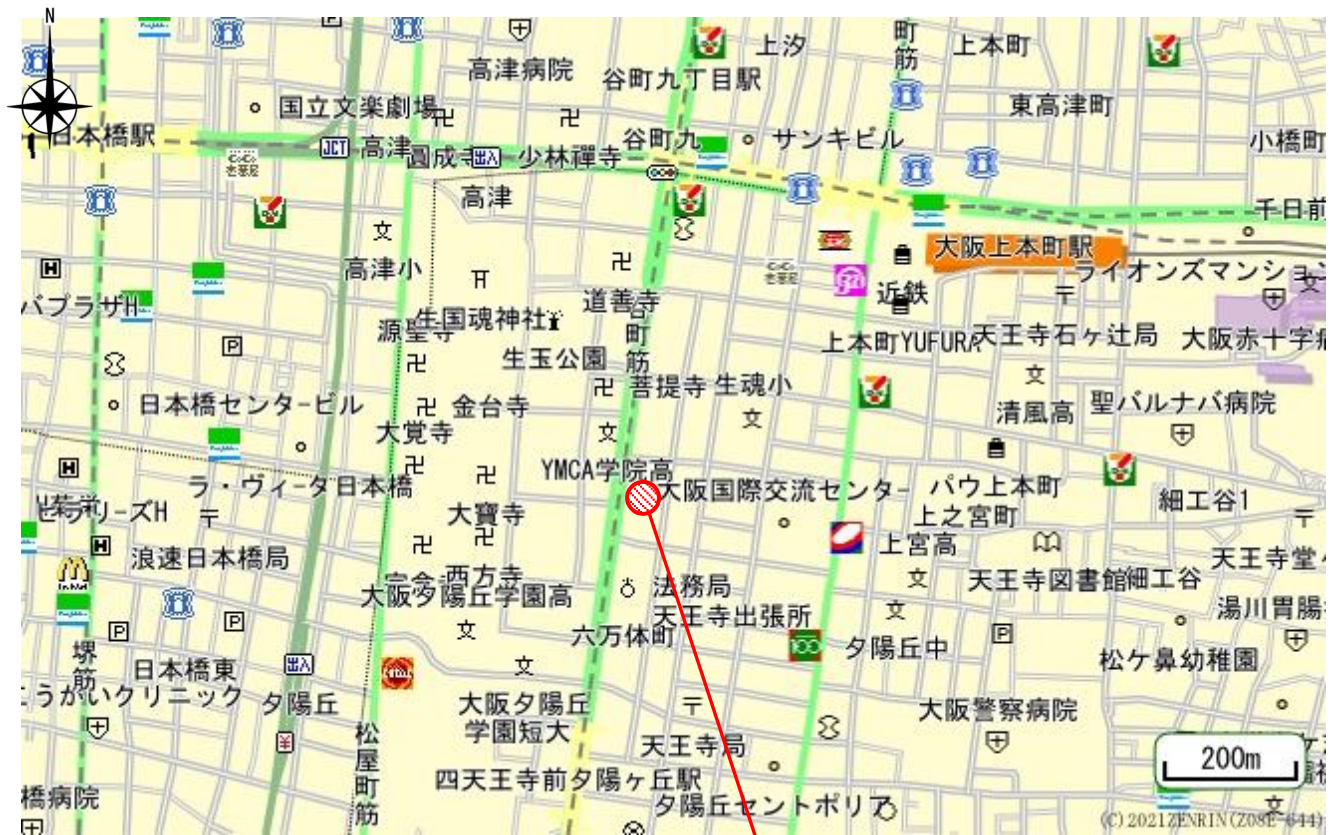 N
町筋
上汐
上本町
高津病院
谷町九丁目駅
国立文楽劇場
東高津町
日本橋駅
JCT
高津
圓成寺
出入
少林禪寺
谷町九
サンキビル
小橋町
高津
千日前
高津小
大阪上本町駅
ライオンズマンション
道善寺
近鉄
生国魂神社
源聖寺
谷町筋
上本町YUFURA
天王寺石ヶ辻局
大阪赤十字病
バプラザH
P
生玉公園
菩提寺
生魂小
日本橋センタービル
金台寺
清風高
聖バルナバ病院
大覚寺
YMCA学院高
ラ・ヴィータ日本橋
大阪国際交流センター
パウ上本町
細工谷1
大寶寺
上之宮町
浪速日本橋局
上宮高
天王寺堂
西方寺
法務局
天王寺図書館
細工谷
大阪夕陽丘学園高
天王寺出張所
湯川胃腸
P
P
六万体町
100
夕陽丘中
P
堺筋
日本橋東
出入
松ケ鼻幼稚園
うがいクリニック
夕陽丘
大阪夕陽丘
学園短大
大阪警察病院
松屋町筋
天王寺局
200m
四天王寺前夕陽ヶ丘駅
橋病院
夕陽丘セントポリア
(C)2021ZENRIN(Z08E-644)